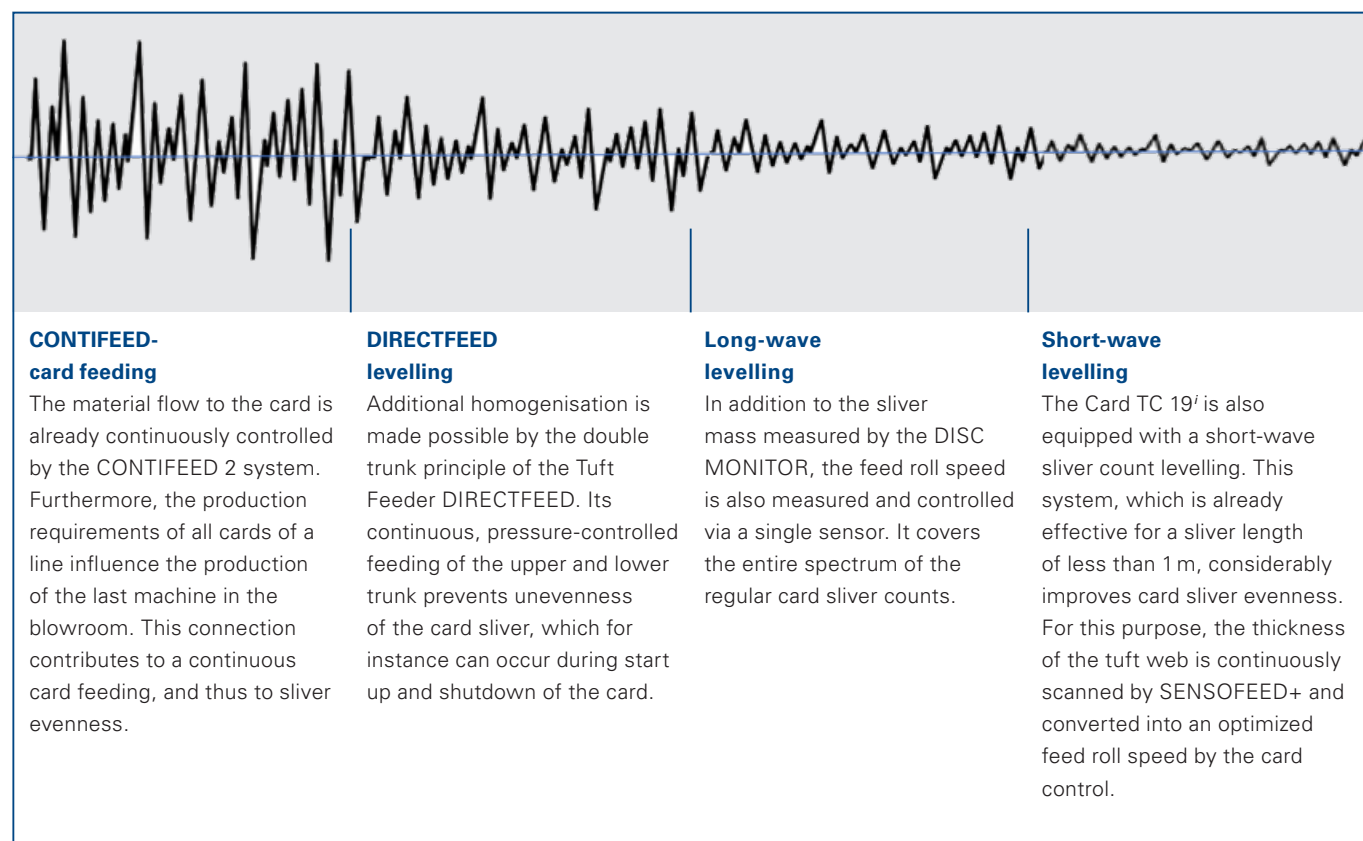 CONTIFEED-
card feeding
The material flow to the card is
already continuously controlled
by the CONTIFEED 2 system.
Furthermore, the production
requirements of all cards of a
line influence the production
of the last machine in the
blowroom. This connection
contributes to a continuous
card feeding, and thus to sliver
evenness.
DIRECTFEED
levelling
Additional homogenisation is
made possible by the double
trunk principle of the Tuft
Feeder DIRECTFEED. Its
continuous, pressure-controlled
feeding of the upper and lower
trunk prevents unevenness
of the card sliver, which for
instance can occur during start
up and shutdown of the card.
Long-wave
levelling
In addition to the sliver
mass measured by the DISC
MONITOR, the feed roll speed
is also measured and controlled
via a single sensor. It covers
the entire spectrum of the
regular card sliver counts.
Short-wave
levelling
The Card TC 19i is also
equipped with a short-wave
sliver count levelling. This
system, which is already
effective for a sliver length
of less than 1 m, considerably
improves card sliver evenness.
For this purpose, the thickness
of the tuft web is continuously
scanned by SENSOFEED+ and
converted into an optimized
feed roll speed by the card
control.